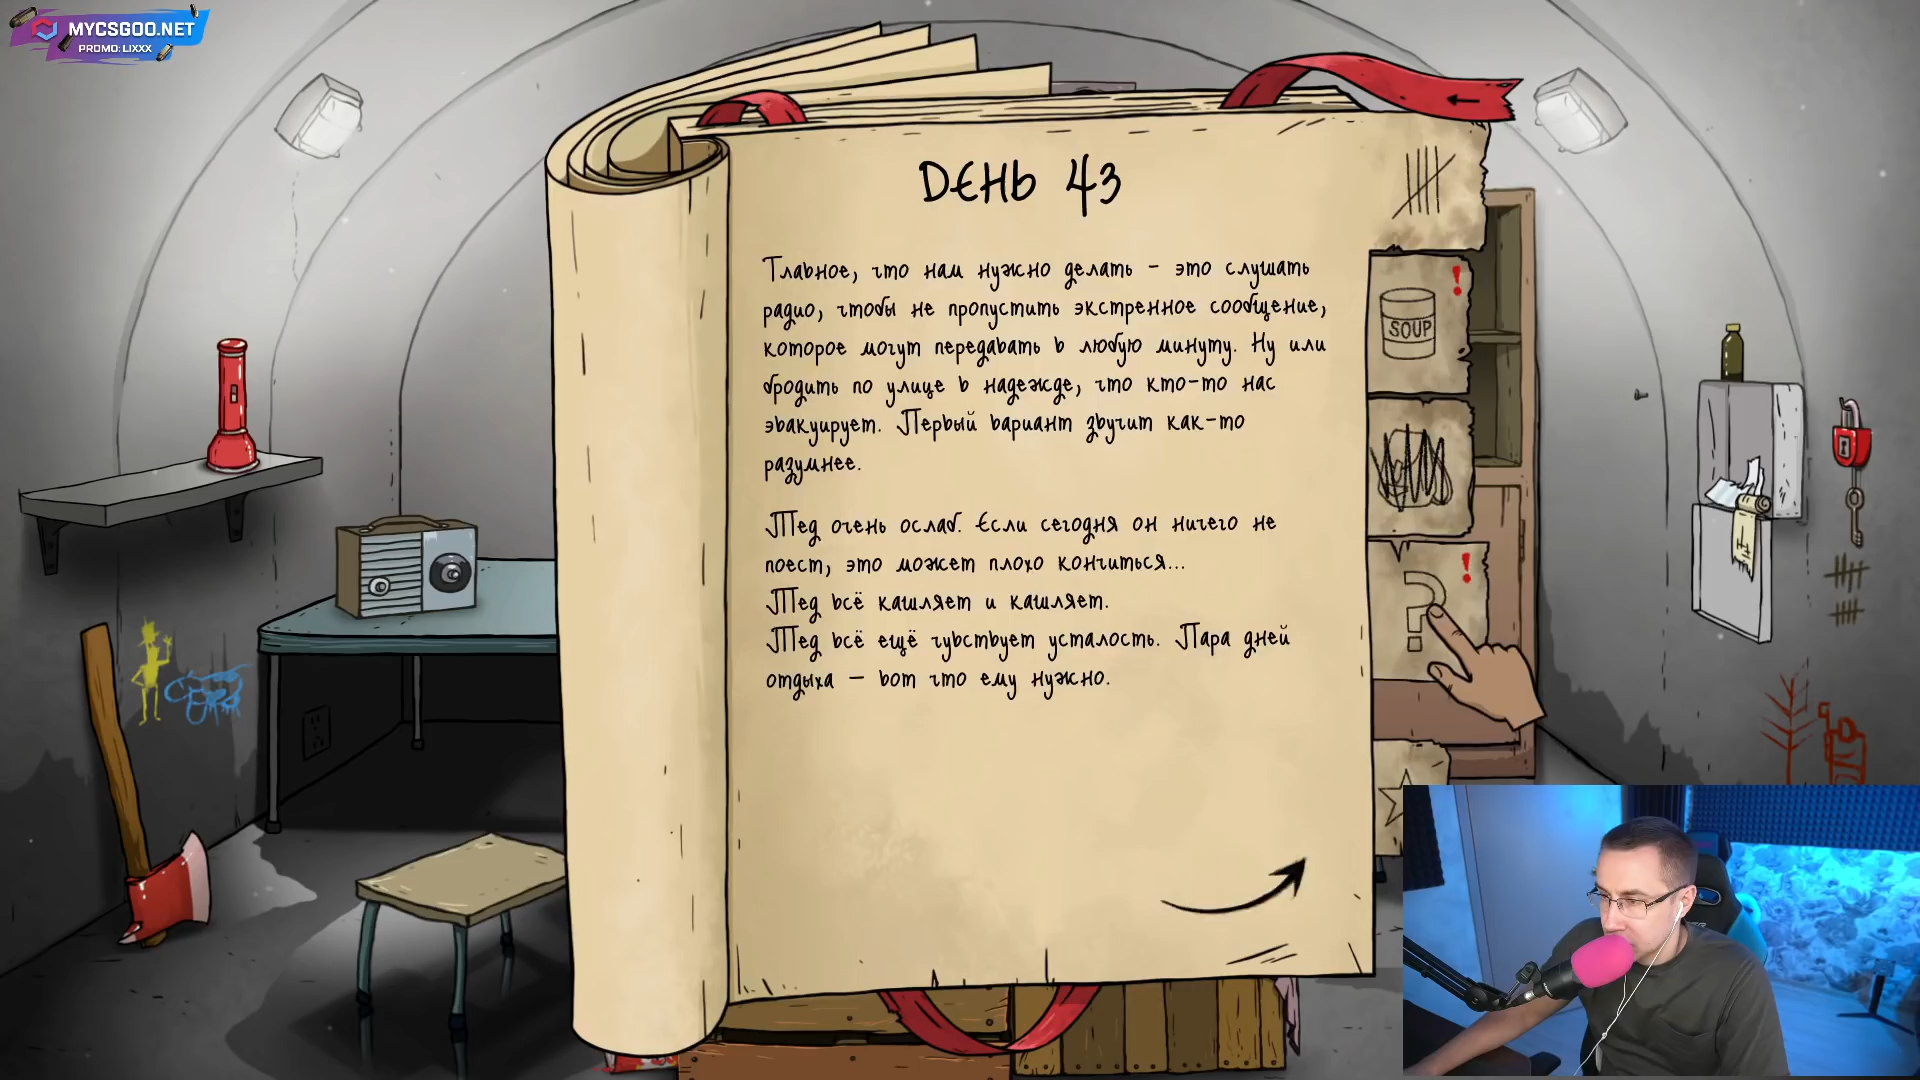 MYCSGOO.NET
PROMO: LIXXX
ДЕНЬ 43
Главное, что нам нужно делать – это слушать
радио, чтобы не пропустить экстренное сообщение,
которое могут передавать в любую минуту. Ну или
бродить по улице в надежде, что кто-то нас
эвакуирует. Первый вариант звучит как-то
разумнее.
Тед очень ослаб. Если сегодня он ничего не
поест, это может плохо кончиться...
Тед всё кашляет и кашляет.
Тед всё ещё чувствует усталость. Пара дней
отдыха — вот что ему нужно.
!
SOUP
!
?